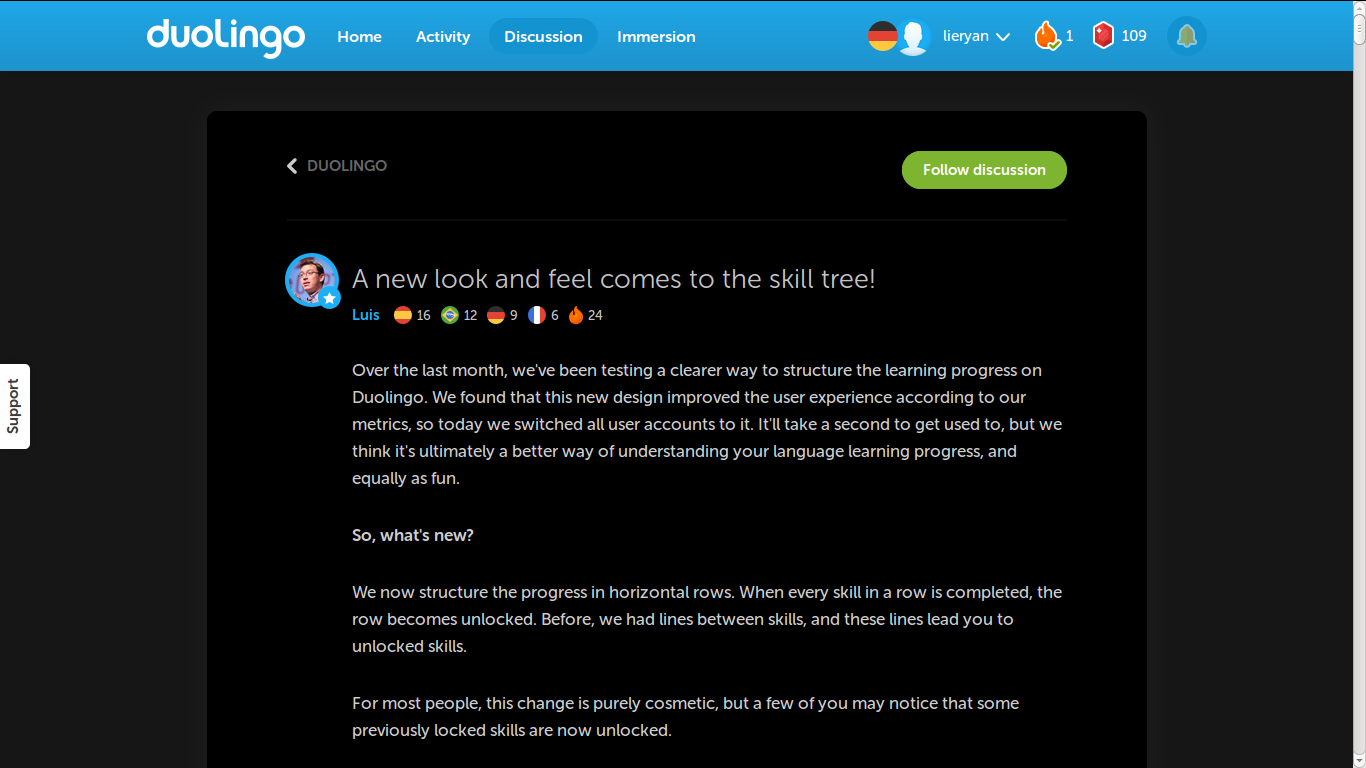 duolingo Home Activity Discussion Immersion lieryan 1 109
DUOLINGO Follow discussion
A new look and feel comes to the skill tree!
Luis 16 12 9 6 24
Over the last month, we've been testing a clearer way to structure the learning progress on
Duolingo. We found that this new design improved the user experience according to our
metrics, so today we switched all user accounts to it. It'll take a second to get used to, but we
think it's ultimately a better way of understanding your language learning progress, and
equally as fun.
So, what's new?
We now structure the progress in horizontal rows. When every skill in a row is completed, the
row becomes unlocked. Before, we had lines between skills, and these lines lead you to
unlocked skills.
For most people, this change is purely cosmetic, but a few of you may notice that some
previously locked skills are now unlocked.
Support